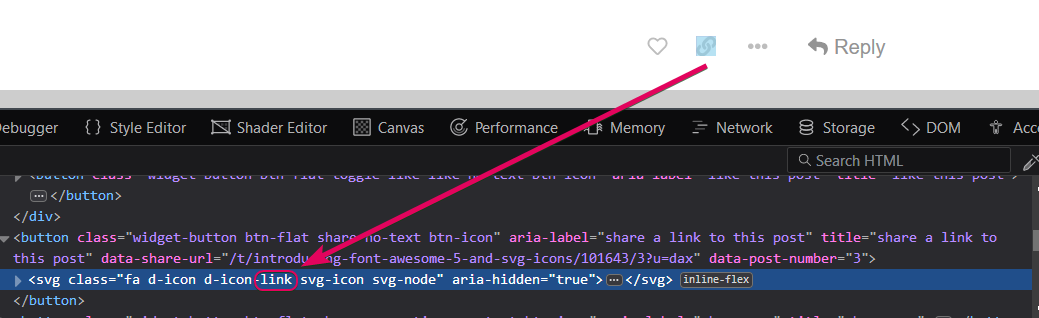 Reply
Debugger {} Style Editor Shader Editor Canvas Performance Memory Network Storage DOM Acce
Search HTML
<button class="widget-button btn-flat toggle-like like no-text btn-icon" aria-label="like this post" title="like this post">
</button>
</div>
<button class="widget-button btn-flat share no-text btn-icon" aria-label="share a link to this post" title="share a link to
this post" data-share-url="/t/introducing-font-awesome-5-and-svg-icons/101643/3?u=dax" data-post-number="3">
<svg class="fa d-icon d-icon-link svg-icon svg-node" aria-hidden="true"></svg> inline-flex
</button>